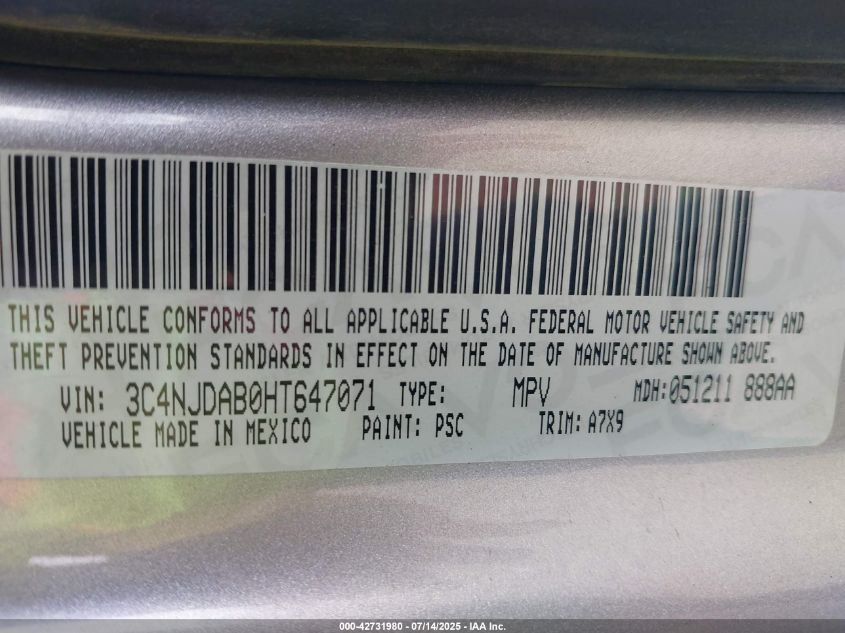 THIS VEHICLE CONFORMS TO ALL APPLICABLE U.S.A. FEDERAL MOTOR VEHICLE SAFETY AND
THEFT PREVENTION STANDARDS IN EFFECT ON THE DATE OF MANUFACTURE SHOWN ABOVE.
VIN: 3C4NJDAB0HT647071 TYPE: MPV MDH: 051211 888AA
VEHICLE MADE IN MEXICO PAINT: PSC TRIM: A7X9
000-42731980 - 07/14/2025 - IAA Inc.